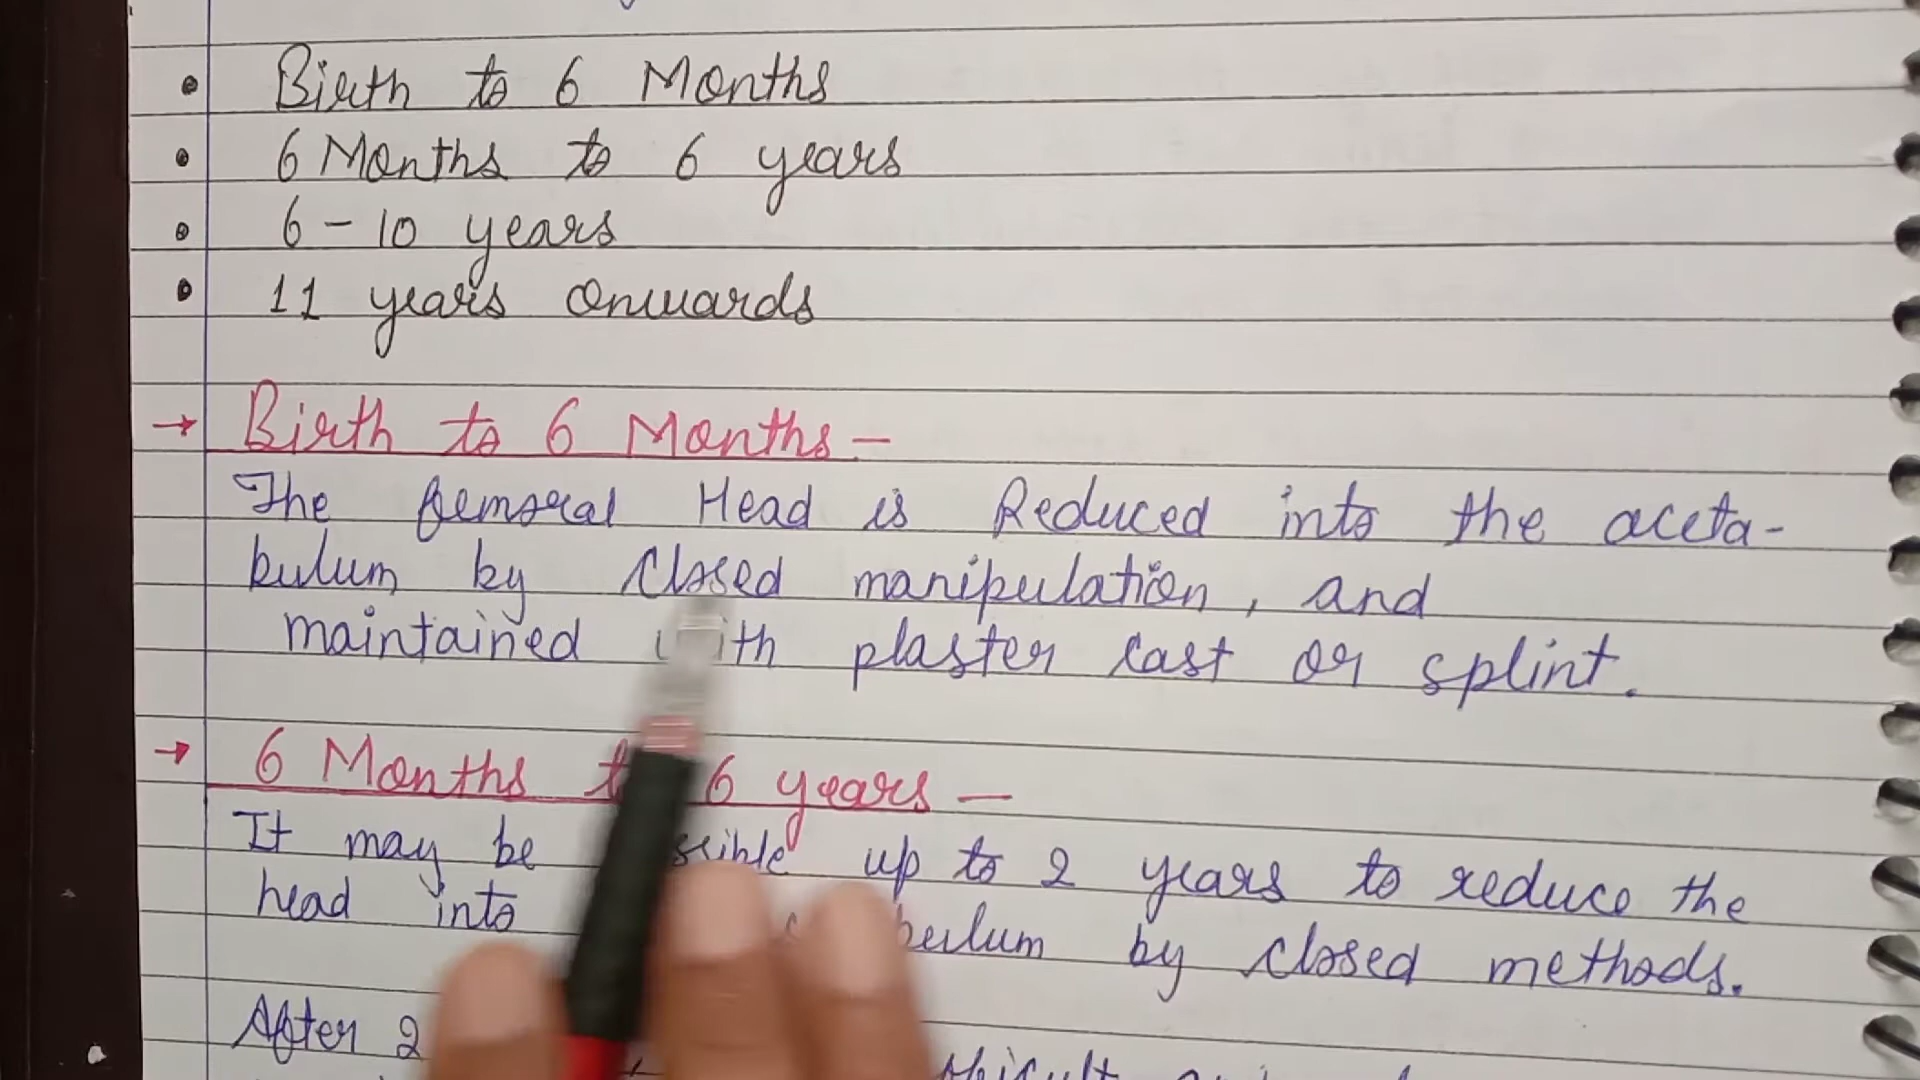 • Birth to 6 Months
• 6 Months to 6 years
• 6 - 10 years
• 11 years onwards
→ Birth to 6 Months -
The femoral Head is Reduced into the aceta-
bulum by closed manipulation, and
maintained with plaster cast or splint.
→ 6 Months to 6 years -
It may be up to 2 years to reduce the
head into by closed methods.
After 2